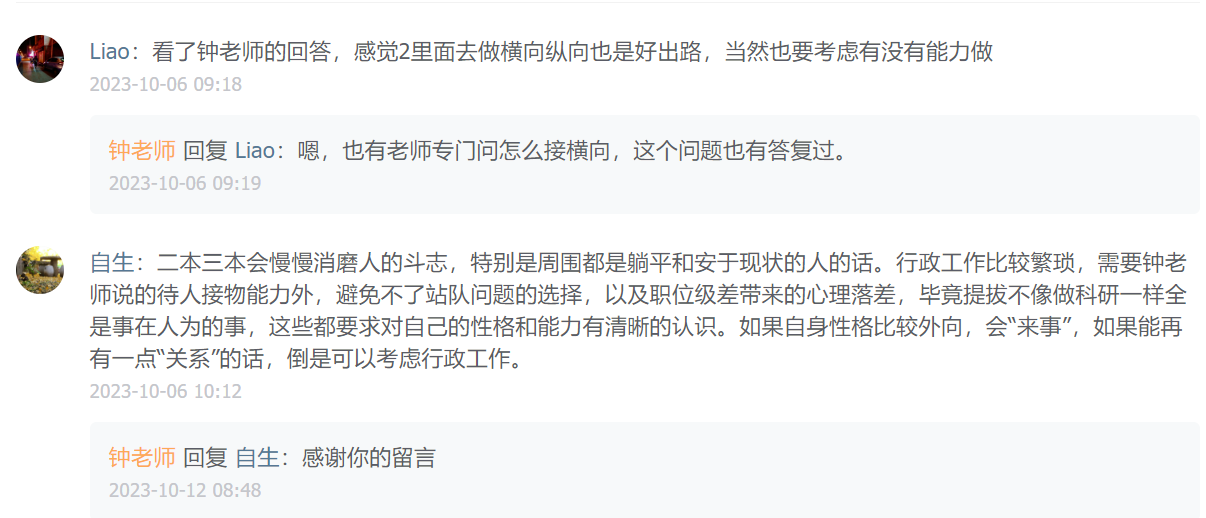 Liao：看了钟老师的回答，感觉2里面去做横向纵向也是好出路，当然也要考虑有没有能力做
2023-10-06 09:18
钟老师 回复 Liao：嗯，也有老师专门问怎么接横向，这个问题也有答复过。
2023-10-06 09:19
自生：二本三本会慢慢消磨人的斗志，特别是周围都是躺平和安于现状的人的话。行政工作比较繁琐，需要钟老
师说的待人接物能力外，避免不了站队问题的选择，以及职位级差带来的心理落差，毕竟提拔不像做科研一样全
是事在人为的事，这些都要求对自己的性格和能力有清晰的认识。如果自身性格比较外向，会“来事”，如果能再
有一点“关系”的话，倒是可以考虑行政工作。
2023-10-06 10:12
钟老师 回复 自生：感谢你的留言
2023-10-12 08:48